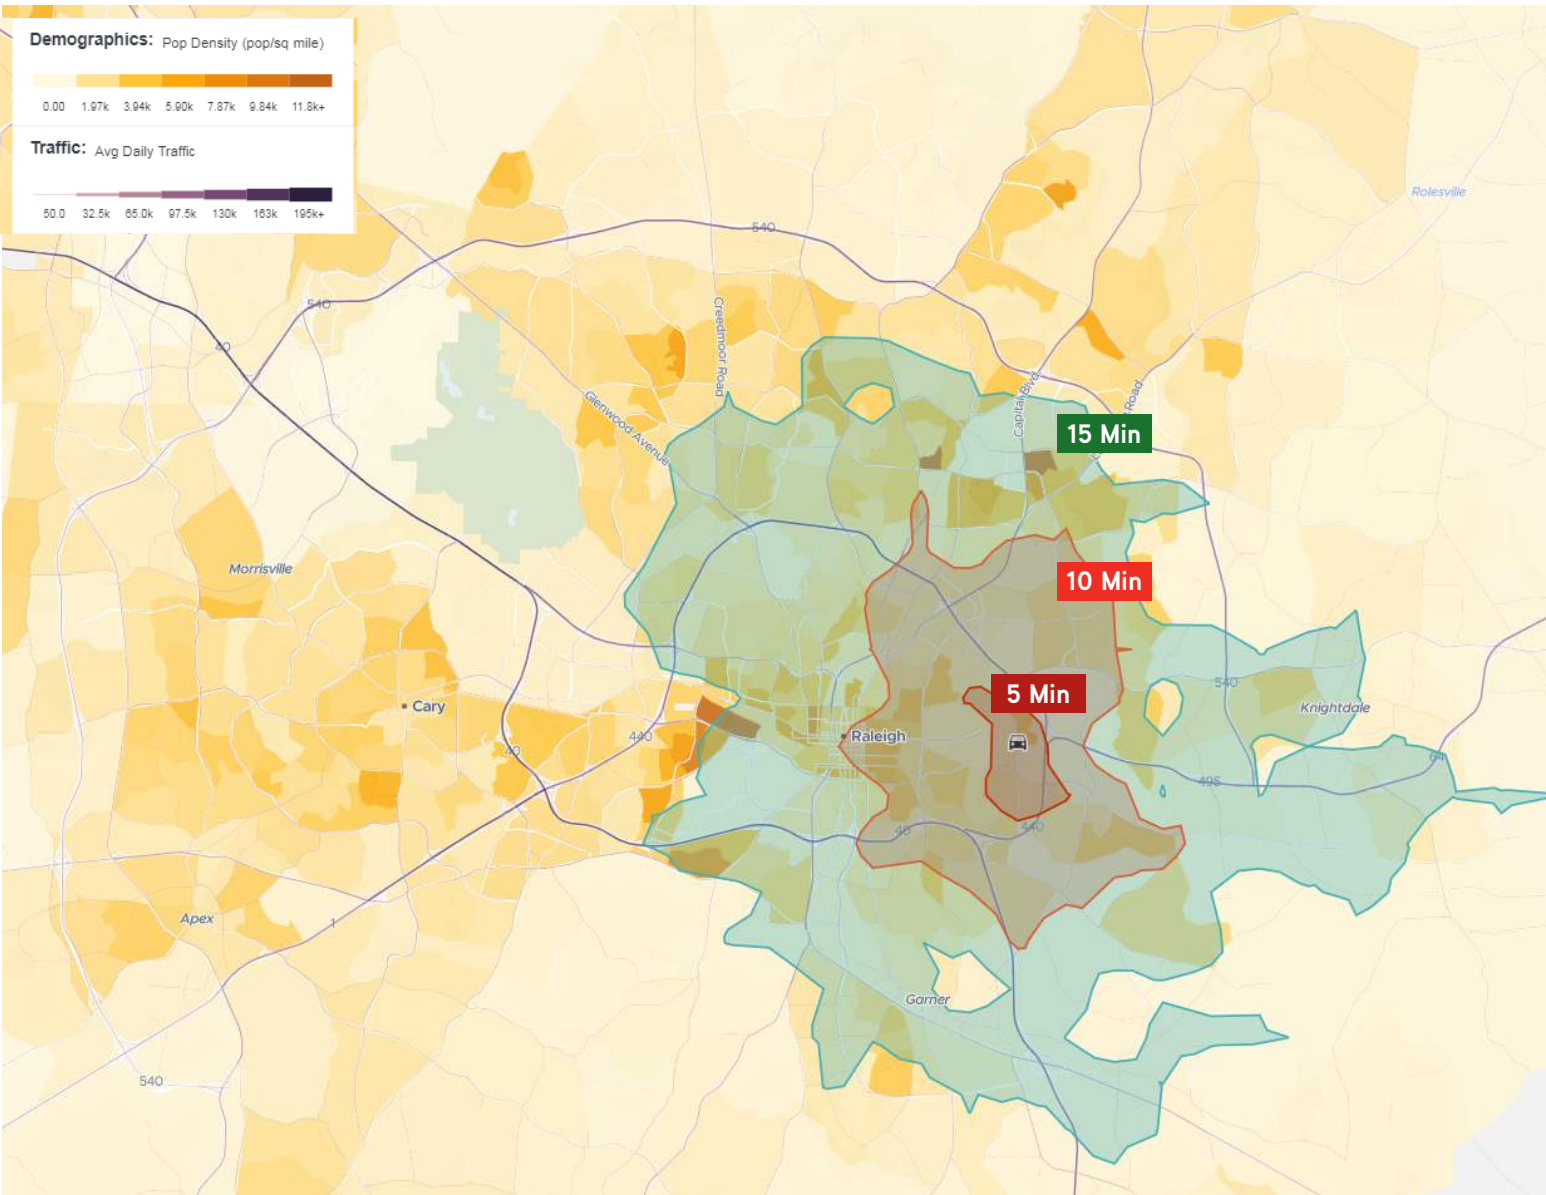 Demographics: Pop Density (pop/sq mile)
0.00 1.97k 3.94k 5.90k 7.87k 9.84k 11.8k+
Traffic: Avg Daily Traffic
50.0 32.5k 65.0k 97.5k 130k 163k 195k+
Rolesville
540
540
40
Creedmoor Road
Glenwood Avenue
Capital Blvd
Road
15 Min
Morrisville
10 Min
5 Min
540
Knightdale
Cary
440
40
Raleigh
64
495
40
440
Apex
1
Garner
540